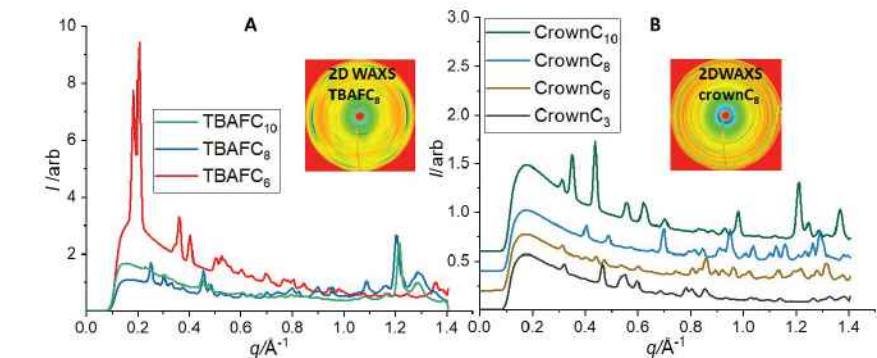 A
10
8
6
4
2
I /arb
2D WAXS
TBAFC8
TBAFC10
TBAFC8
TBAFC6
0.0 0.2 0.4 0.6 0.8 1.0 1.2 1.4
q/Å-1
B
3.0
2.5
2.0
1.5
1.0
0.5
I/arb
CrownC10
CrownC8
CrownC6
CrownC3
2DWAXS
crownC8
0.0 0.2 0.4 0.6 0.8 1.0 1.2 1.4
q/Å-1